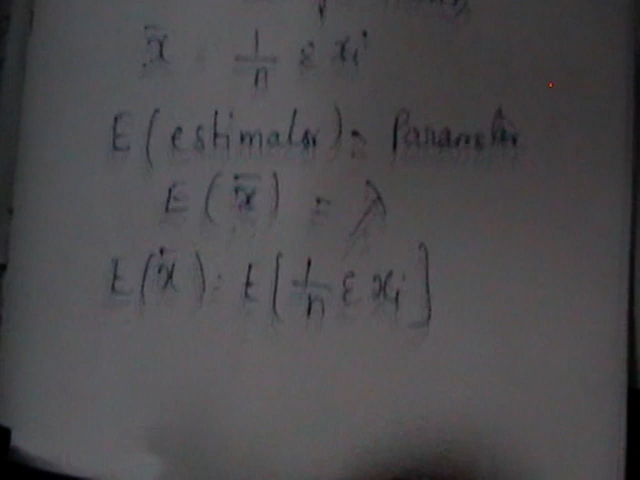 x̄ = 1/n Σ xi
E (estimator) = Parameter
E (x̄) = λ
E(x̄) = E[1/n Σ xi]